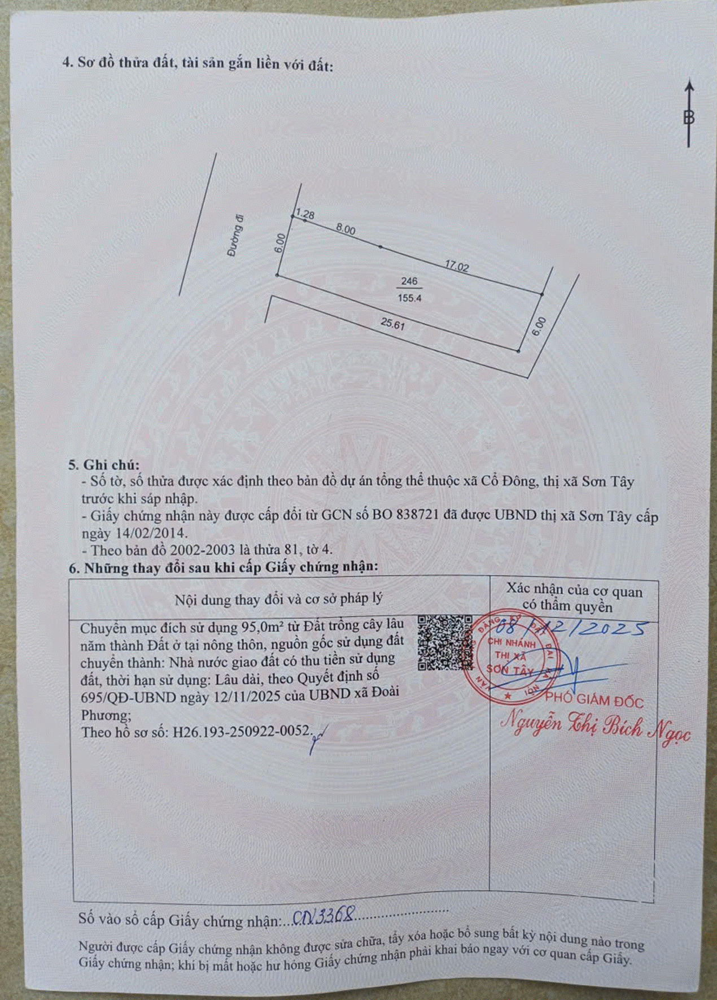 4. Sơ đồ thửa đất, tài sản gắn liền với đất:
B
Đường đi
1.28
8.00
6.00
17.02
246
155.4
25.61
6.00
5. Ghi chú:
- Số tờ, số thửa được xác định theo bản đồ dự án tổng thể thuộc xã Cổ Đông, thị xã Sơn Tây
trước khi sáp nhập.
- Giấy chứng nhận này được cấp đổi từ GCN số BO 838721 đã được UBND thị xã Sơn Tây cấp
ngày 14/02/2014.
- Theo bản đồ 2002-2003 là thửa 81, tờ 4.
6. Những thay đổi sau khi cấp Giấy chứng nhận:
Nội dung thay đổi và cơ sở pháp lý
Xác nhận của cơ quan
có thẩm quyền
Chuyển mục đích sử dụng 95,0m² từ Đất trồng cây lâu
năm thành Đất ở tại nông thôn, nguồn gốc sử dụng đất
chuyển thành: Nhà nước giao đất có thu tiền sử dụng
đất, thời hạn sử dụng: Lâu dài, theo Quyết định số
695/QĐ-UBND ngày 12/11/2025 của UBND xã Đoài
Phương;
Theo hồ sơ số: H26.193-250922-0052.
08/12/2025
CHI NHÁNH
THỊ XÃ
SƠN TÂY
PHÓ GIÁM ĐỐC
Nguyễn Thị Bích Ngọc
Số vào sổ cấp Giấy chứng nhận:...CN3368...
Người được cấp Giấy chứng nhận không được sửa chữa, tẩy xóa hoặc bổ sung bất kỳ nội dung nào trong
Giấy chứng nhận; khi bị mất hoặc hư hỏng Giấy chứng nhận phải khai báo ngay với cơ quan cấp Giấy.